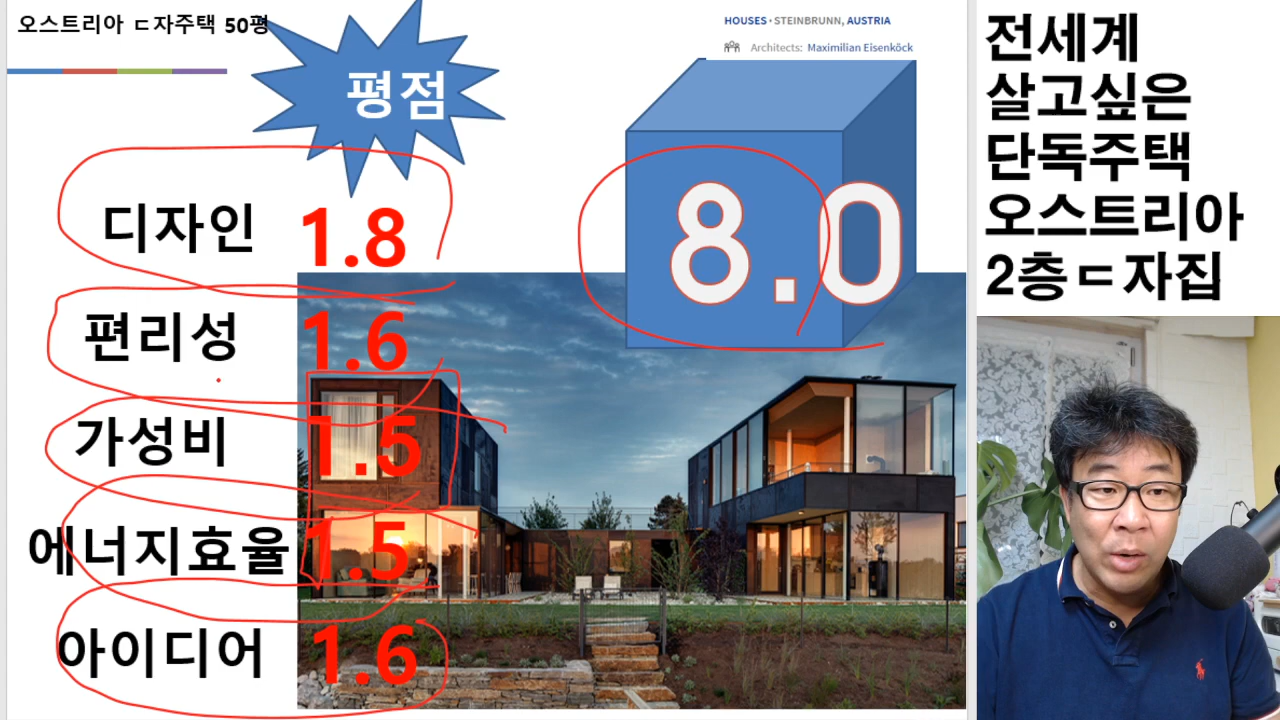 오스트리아 ㄷ자주택 50평
평점
HOUSES · STEINBRUNN, AUSTRIA
Architects: Maximilian Eisenköck
8.0
디자인 1.8
편리성 1.6
가성비 1.5
에너지효율 1.5
아이디어 1.6
전세계
살고싶은
단독주택
오스트리아
2층ㄷ자집